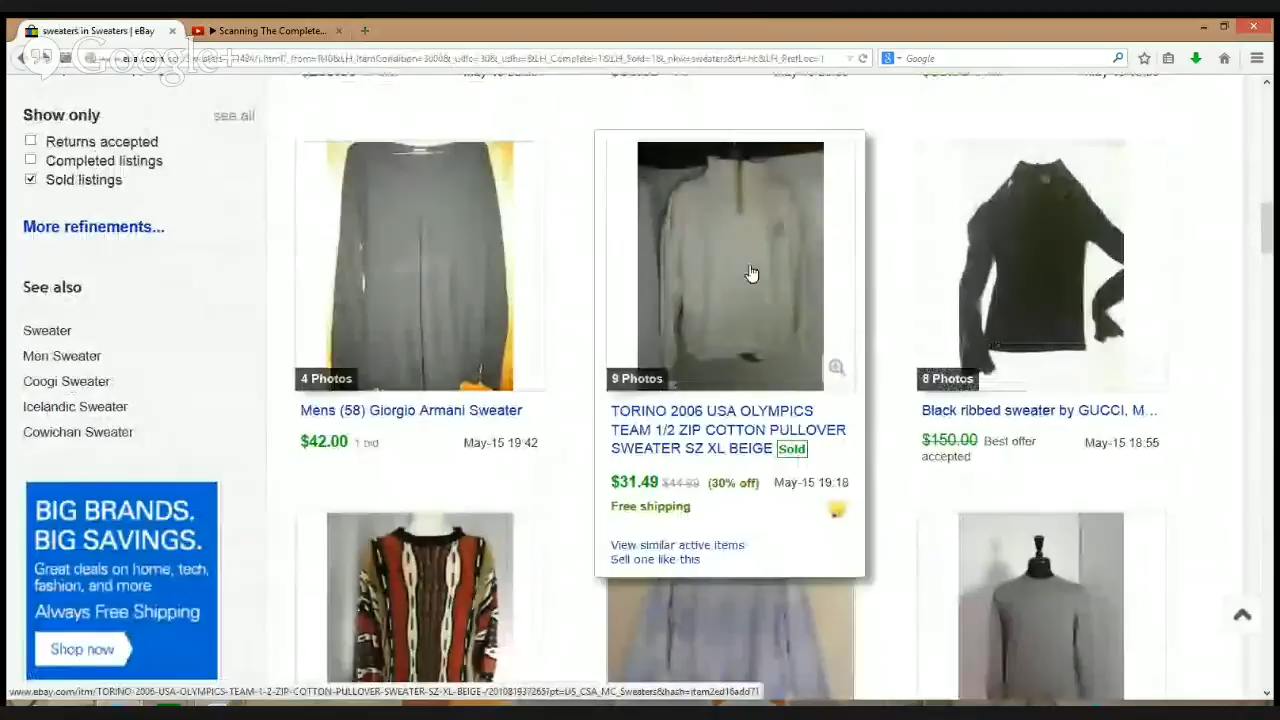 sweaters in Sweaters | eBay
Scanning The Complete...
Google+
Google
Show only
see all
Returns accepted
Completed listings
Sold listings
More refinements...
See also
Sweater
Men Sweater
Coogi Sweater
Icelandic Sweater
Cowichan Sweater
BIG BRANDS.
BIG SAVINGS.
Great deals on home, tech,
fashion, and more
Always Free Shipping
Shop now
4 Photos
Mens (58) Giorgio Armani Sweater
$42.00 1 bid May-15 19:42
9 Photos
TORINO 2006 USA OLYMPICS
TEAM 1/2 ZIP COTTON PULLOVER
SWEATER SZ XL BEIGE Sold
$31.49 $44.99 (30% off) May-15 19:18
Free shipping
View similar active items
Sell one like this
8 Photos
Black ribbed sweater by GUCCI, M...
$150.00 Best offer May-15 18:55
accepted